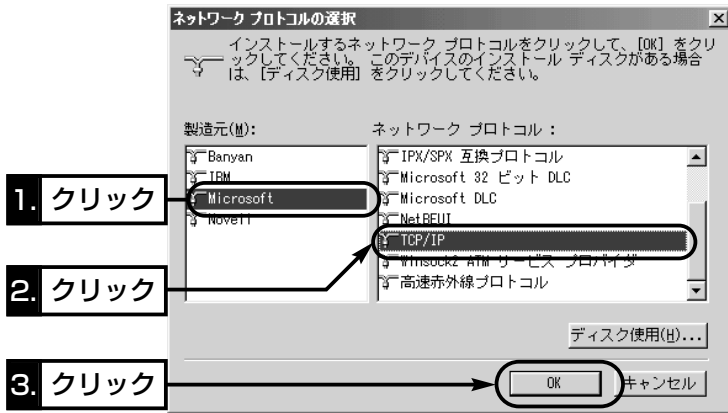 ネットワーク プロトコルの選択
インストールするネットワーク プロトコルをクリックして、[OK] をクリ
ックしてください。 このデバイスのインストール ディスクがある場合
は、[ディスク使用] をクリックしてください。
製造元(M):
ネットワーク プロトコル :
Banyan
IBM
Microsoft
Novell
IPX/SPX 互換プロトコル
Microsoft 32 ビット DLC
Microsoft DLC
NetBEUI
TCP/IP
Winsock2 ATM サービス プロバイダ
高速赤外線プロトコル
1. クリック
2. クリック
ディスク使用(H)...
3. クリック
OK
キャンセル